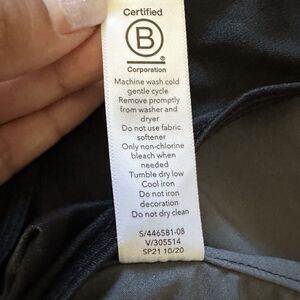 Certified
B
Corporation
Machine wash cold
gentle cycle
Remove promptly
from washer and
dryer
Do not use fabric
softener
Only non-chlorine
bleach when
needed
Tumble dry low
Cool iron
Do not iron
decoration
Do not dry clean
S/446581-08
V/305514
SP21 10/20